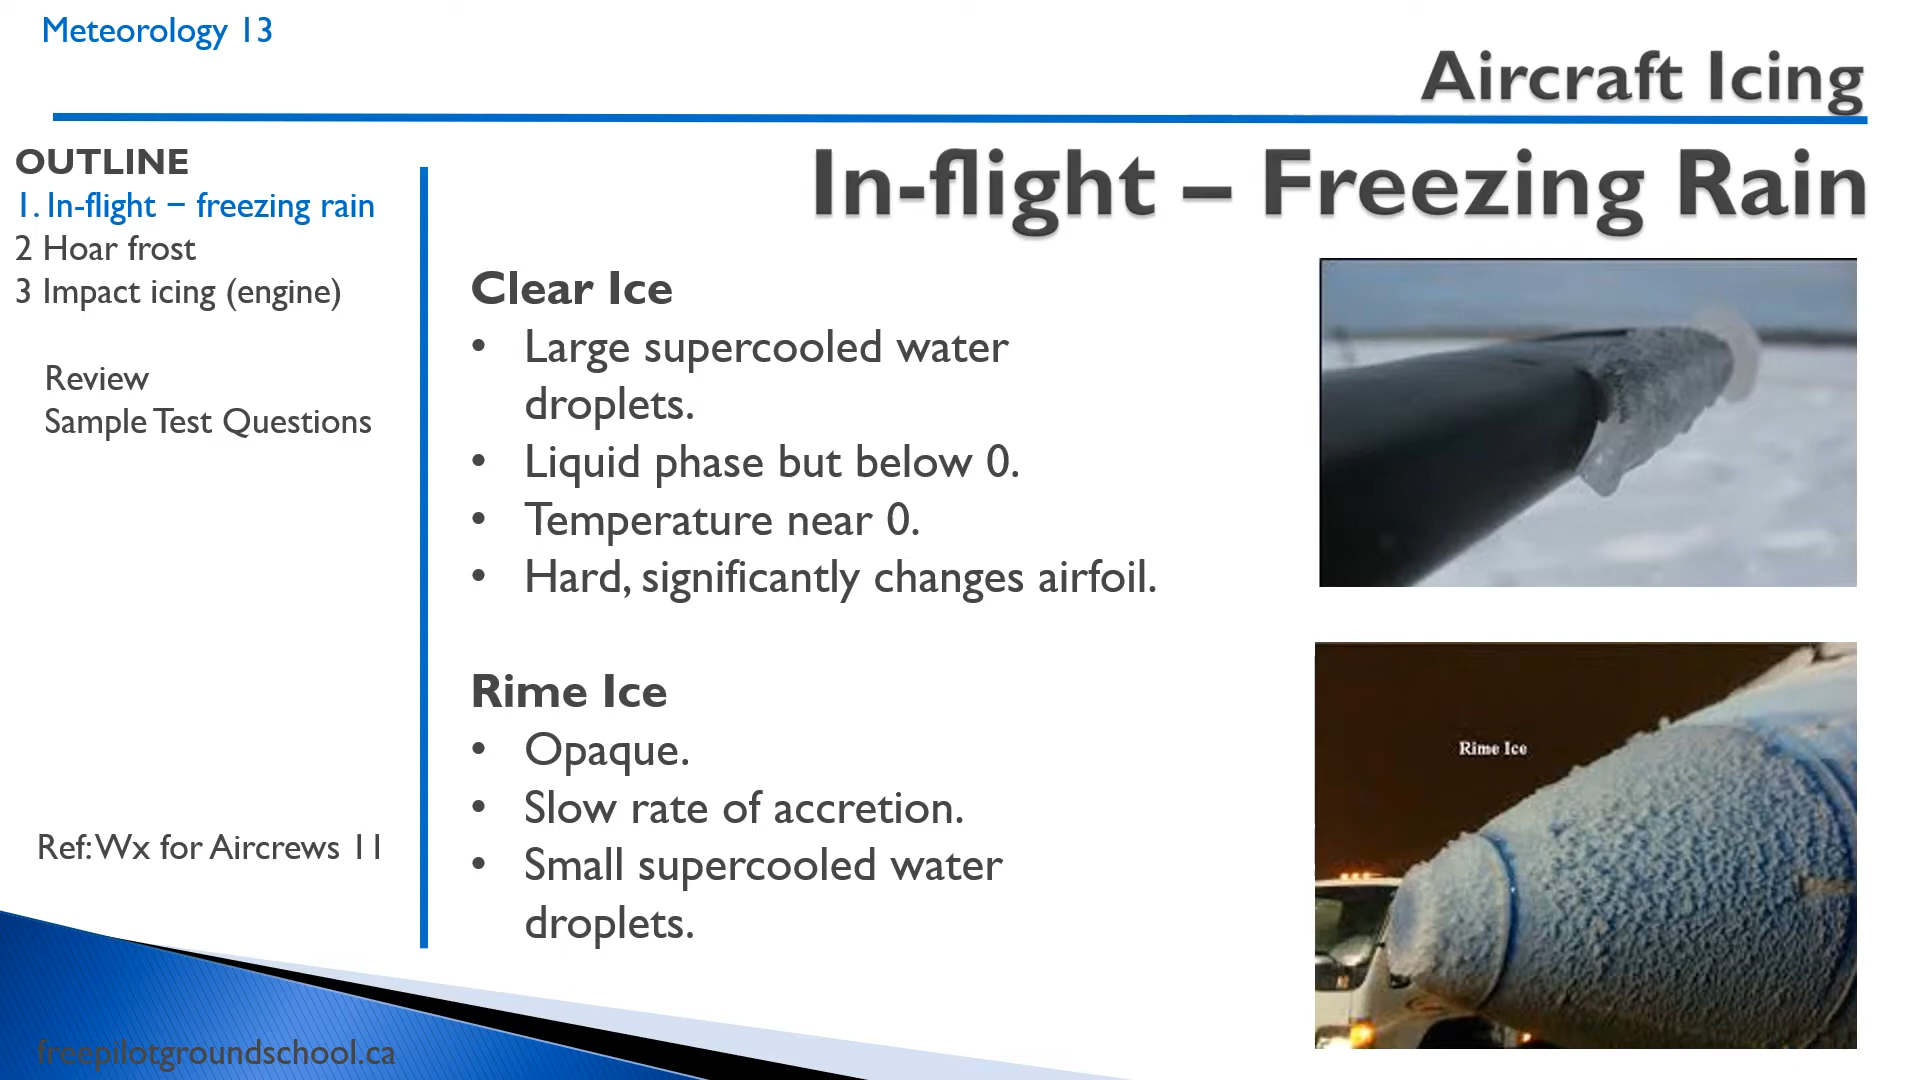 Meteorology 13
Aircraft Icing
OUTLINE
1. In-flight – freezing rain
2 Hoar frost
3 Impact icing (engine)
Review
Sample Test Questions
Ref: Wx for Aircrews 11
In-flight – Freezing Rain
Clear Ice
• Large supercooled water
droplets.
• Liquid phase but below 0.
• Temperature near 0.
• Hard, significantly changes airfoil.
Rime Ice
• Opaque.
• Slow rate of accretion.
• Small supercooled water
droplets.
Rime Ice
freepilotgroundschool.ca